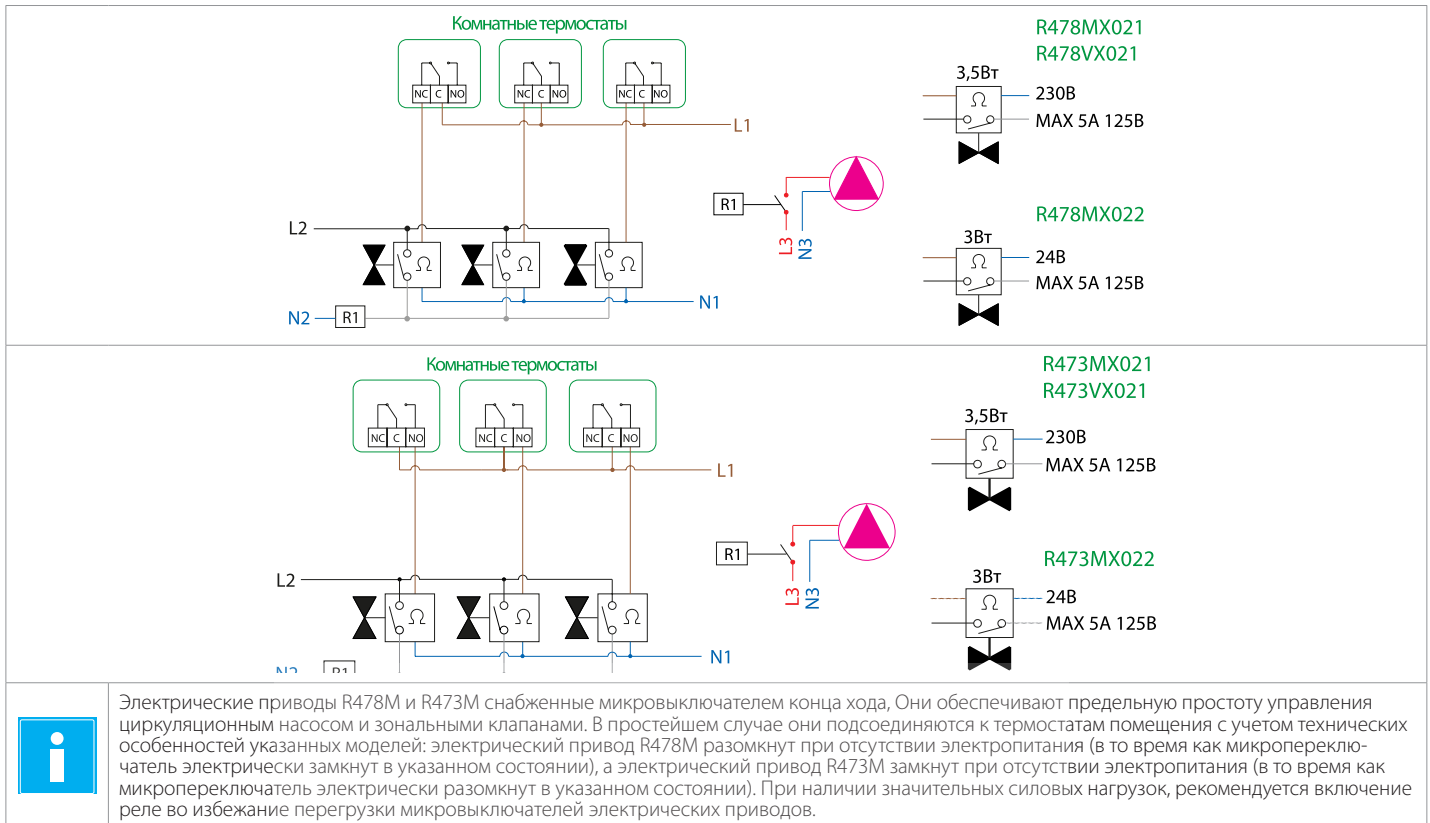 Комнатные термостаты
NC C NO NC C NO NC C NO
L1
L2
Ω Ω Ω
N1
N2 R1
R1
L3 N3
R478MX021
R478VX021
3,5Вт
Ω
230В
MAX 5A 125В
R478MX022
3Вт
Ω
24В
MAX 5A 125В
Комнатные термостаты
NC C NO NC C NO NC C NO
L1
L2
Ω Ω Ω
N1
N2 R1
R1
L3 N3
R473MX021
R473VX021
3,5Вт
Ω
230В
MAX 5A 125В
R473MX022
3Вт
Ω
24В
MAX 5A 125В
i
Электрические приводы R478M и R473M снабженные микровыключателем конца хода, Они обеспечивают предельную простоту управления
циркуляционным насосом и зональными клапанами. В простейшем случае они подсоединяются к термостатам помещения с учетом технических
особенностей указанных моделей: электрический привод R478M разомкнут при отсутствии электропитания (в то время как микропереклю-
чатель электрически замкнут в указанном состоянии), а электрический привод R473M замкнут при отсутствии электропитания (в то время как
микропереключатель электрически разомкнут в указанном состоянии). При наличии значительных силовых нагрузок, рекомендуется включение
реле во избежание перегрузки микровыключателей электрических приводов.